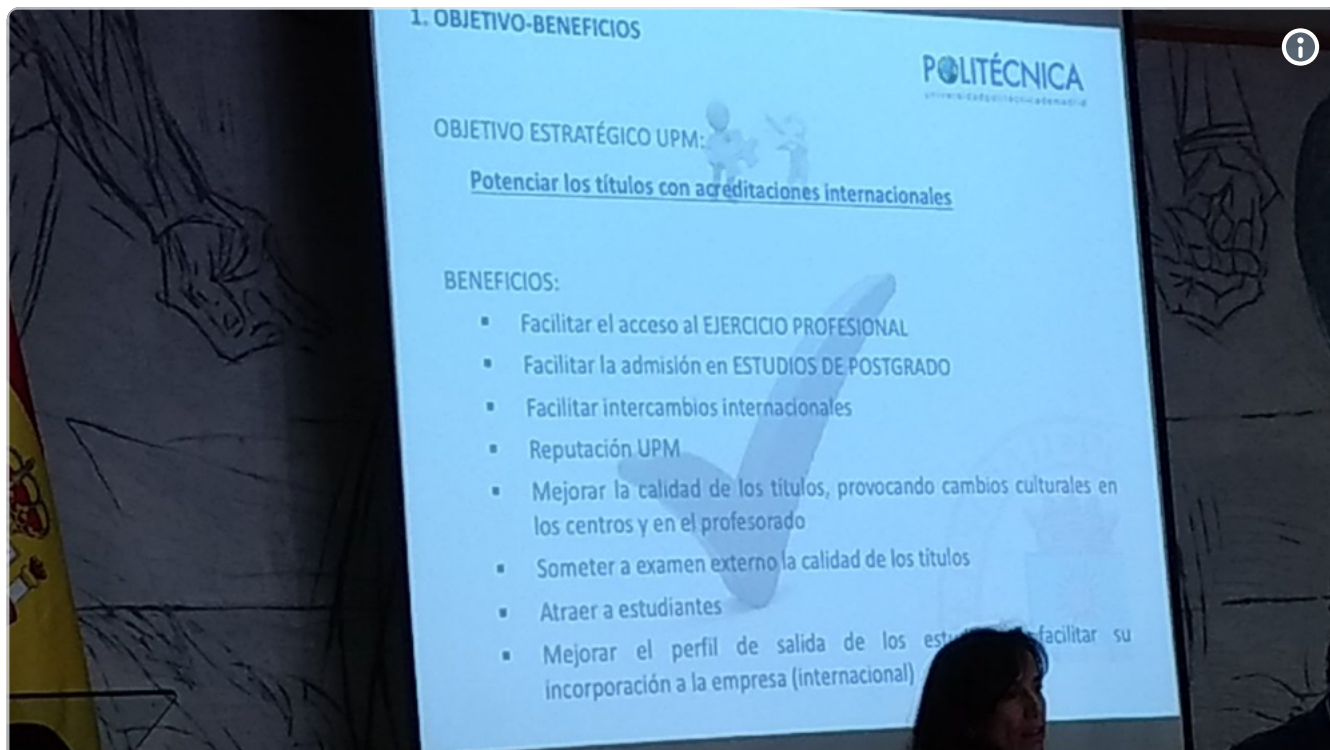 1. OBJETIVO-BENEFICIOS
POLITÉCNICA
OBJETIVO ESTRATÉGICO UPM:
Potenciar los títulos con acreditaciones internacionales
BENEFICIOS:
▪ Facilitar el acceso al EJERCICIO PROFESIONAL
▪ Facilitar la admisión en ESTUDIOS DE POSTGRADO
▪ Facilitar intercambios internacionales
▪ Reputación UPM
▪ Mejorar la calidad de los títulos, provocando cambios culturales en
los centros y en el profesorado
▪ Someter a examen externo la calidad de los títulos
▪ Atraer a estudiantes
▪ Mejorar el perfil de salida de los facilitar su
incorporación a la empresa (internacional)